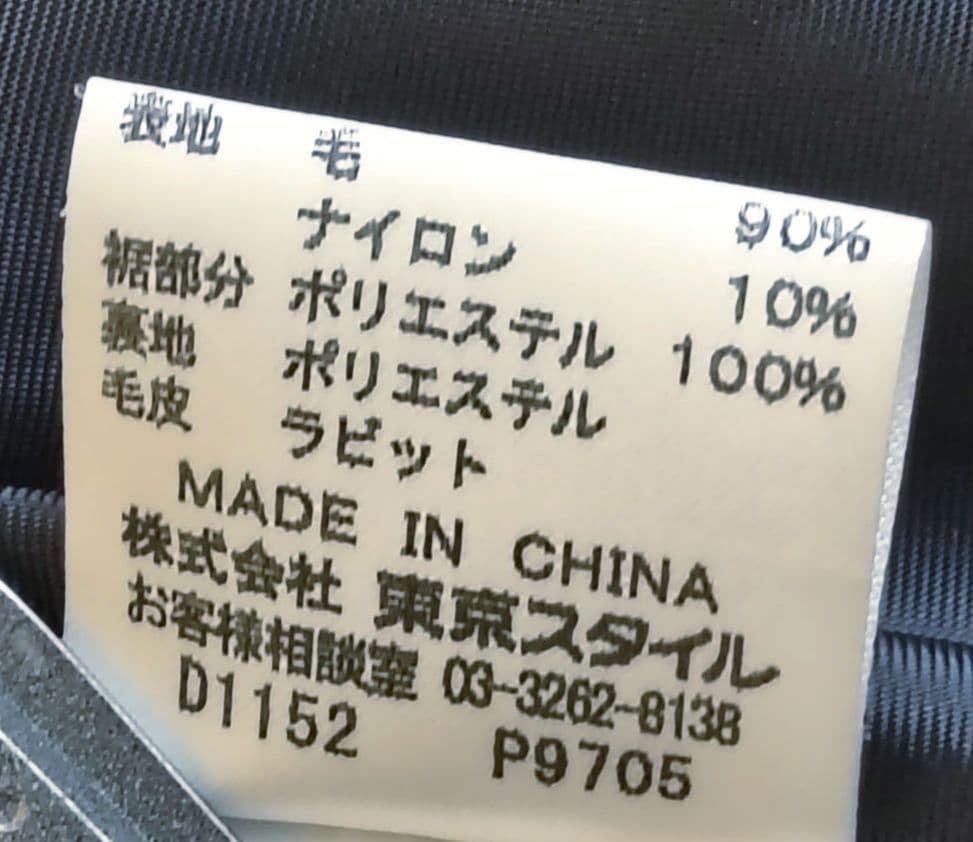 表地 毛 90%
ナイロン 10%
裾部分 ポリエステル 100%
裏地 ポリエステル
毛皮 ラビット
MADE IN CHINA
株式会社 東京スタイル
お客様相談室 03-3262-8138
D1152 P9705